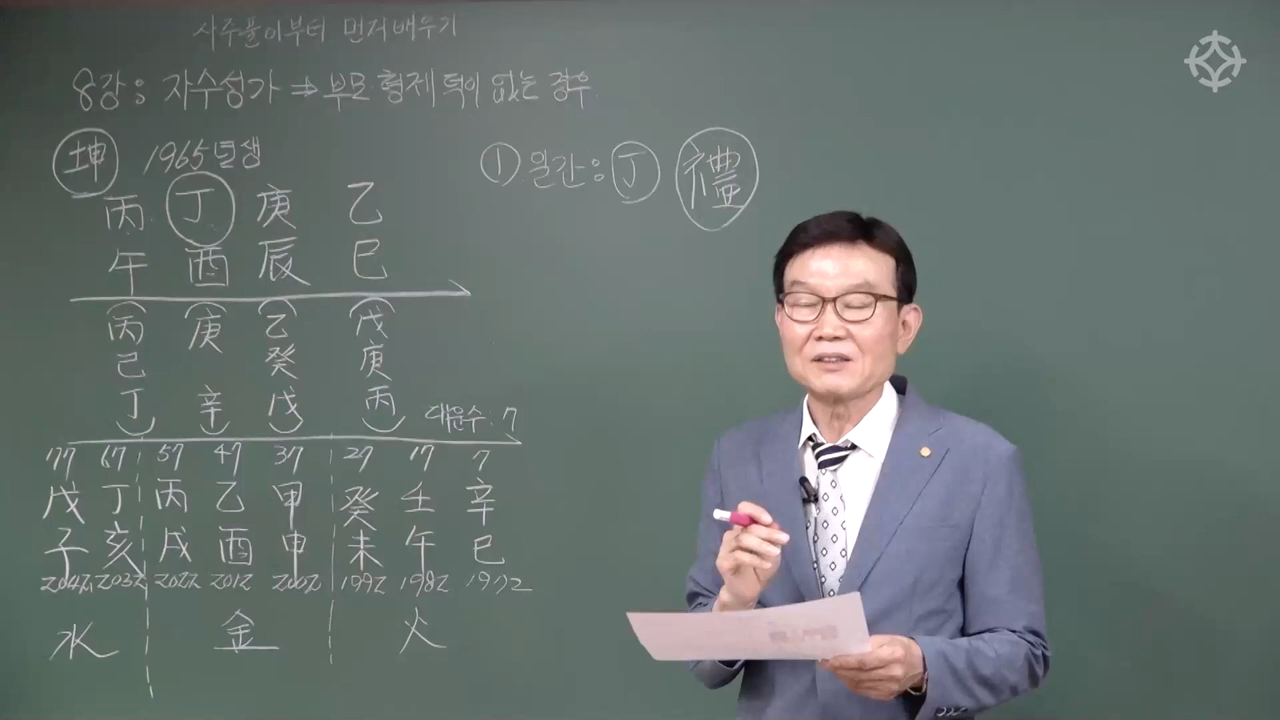 사주풀이부터 먼저배우기
8강: 자수성가 ⇒ 부모 형제 덕이 없는 경우
坤 1965년생
① 일간: 丁 禮
丙 丁 庚 乙
午 酉 辰 巳
丙 庚 乙 戊
己 癸 庚
丁 辛 戊 丙
대운수: 7
77 67 57 47 37 27 17 7
戊 丁 丙 乙 甲 癸 壬 辛
子 亥 戌 酉 申 未 午 巳
2042 2032 2022 2012 2002 1992 1982 1972
水 金 火